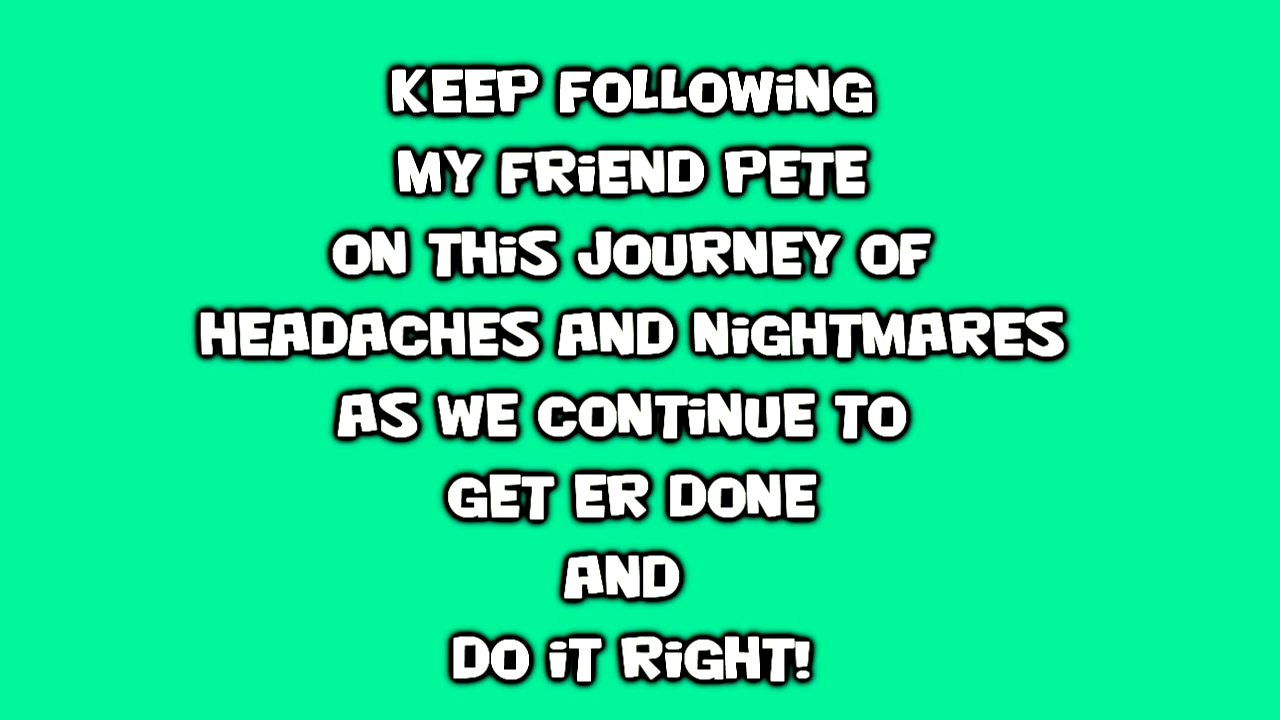 KEEP FOLLOWiNG
MY FRiEND PETE
ON THiS JOURNEY OF
HEADACHES AND NiGHTMARES
AS WE CONTiNUE TO
GET ER DONE
AND
DO iT RiGHT!